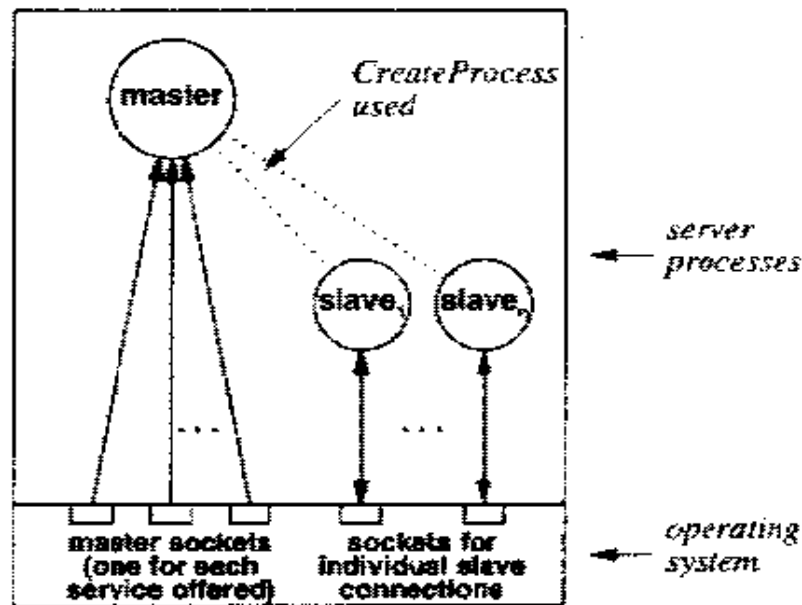 master
CreateProcess
used
server
processes
slave1
slave2
...
...
master sockets
(one for each
service offered)
sockets for
individual slave
connections
operating
system